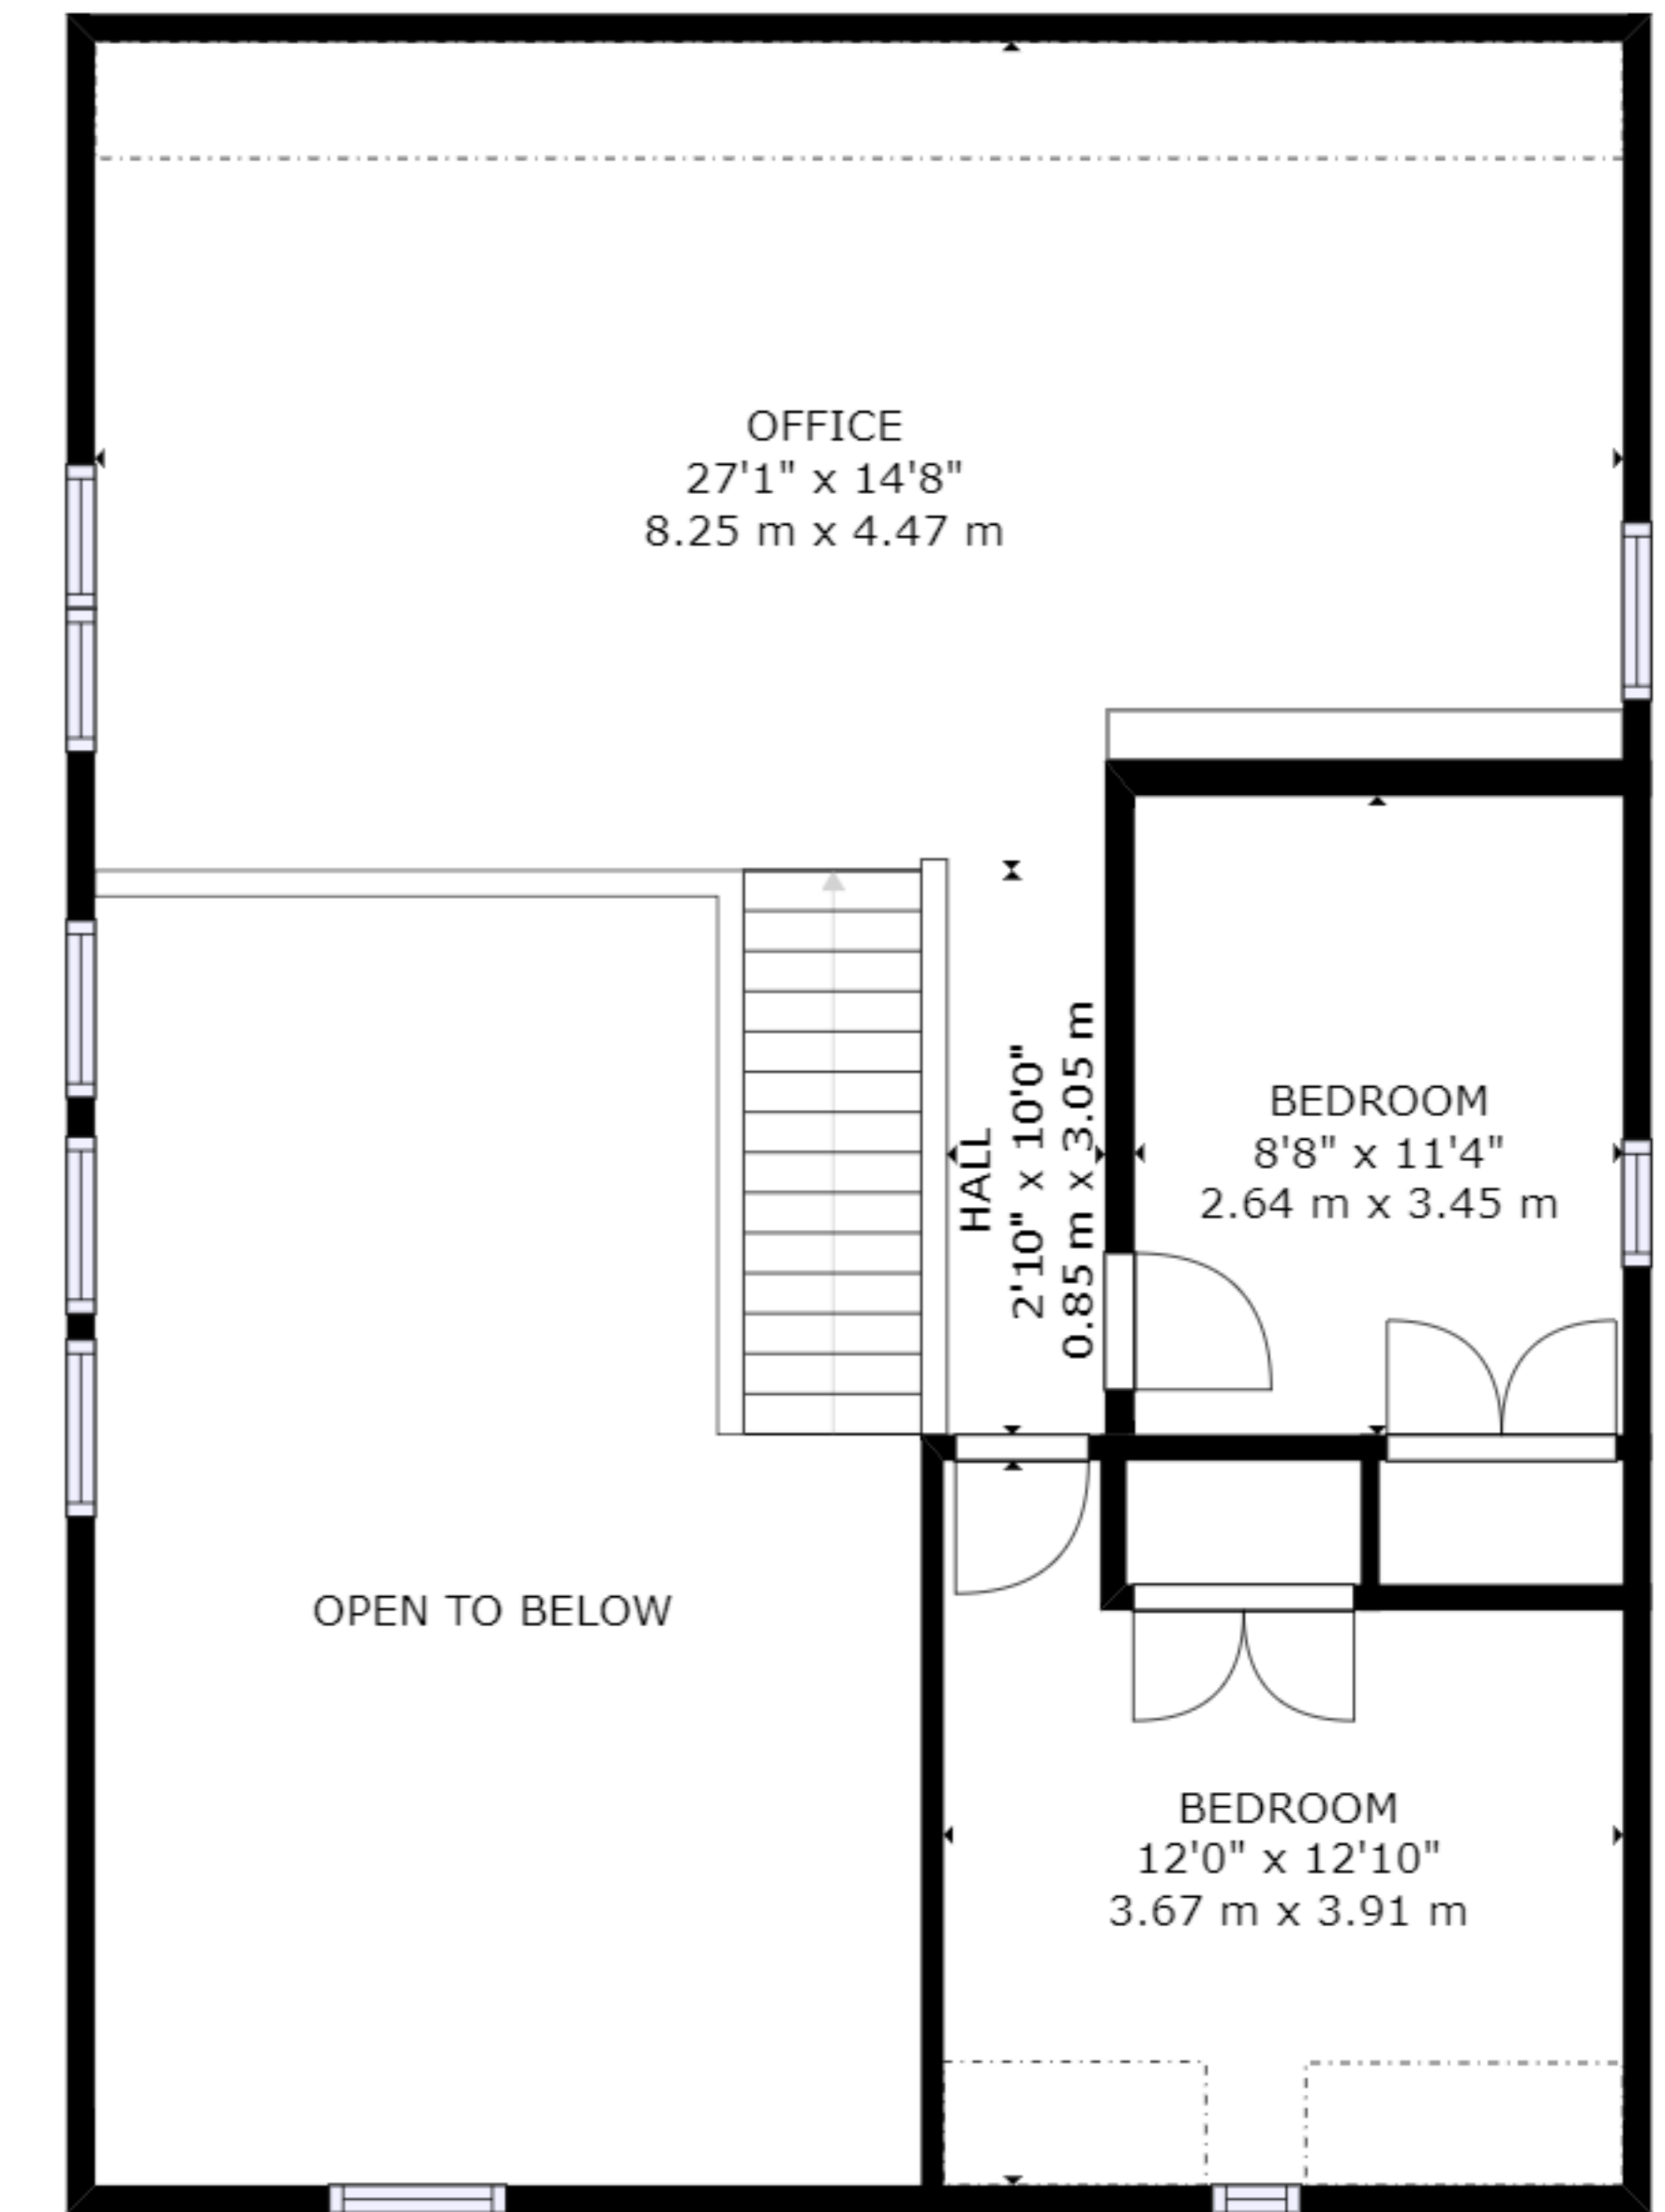 OFFICE
27'1" x 14'8"
8.25 m x 4.47 m
HALL
2'10" x 10'0"
0.85 m x 3.05 m
BEDROOM
8'8" x 11'4"
2.64 m x 3.45 m
OPEN TO BELOW
BEDROOM
12'0" x 12'10"
3.67 m x 3.91 m